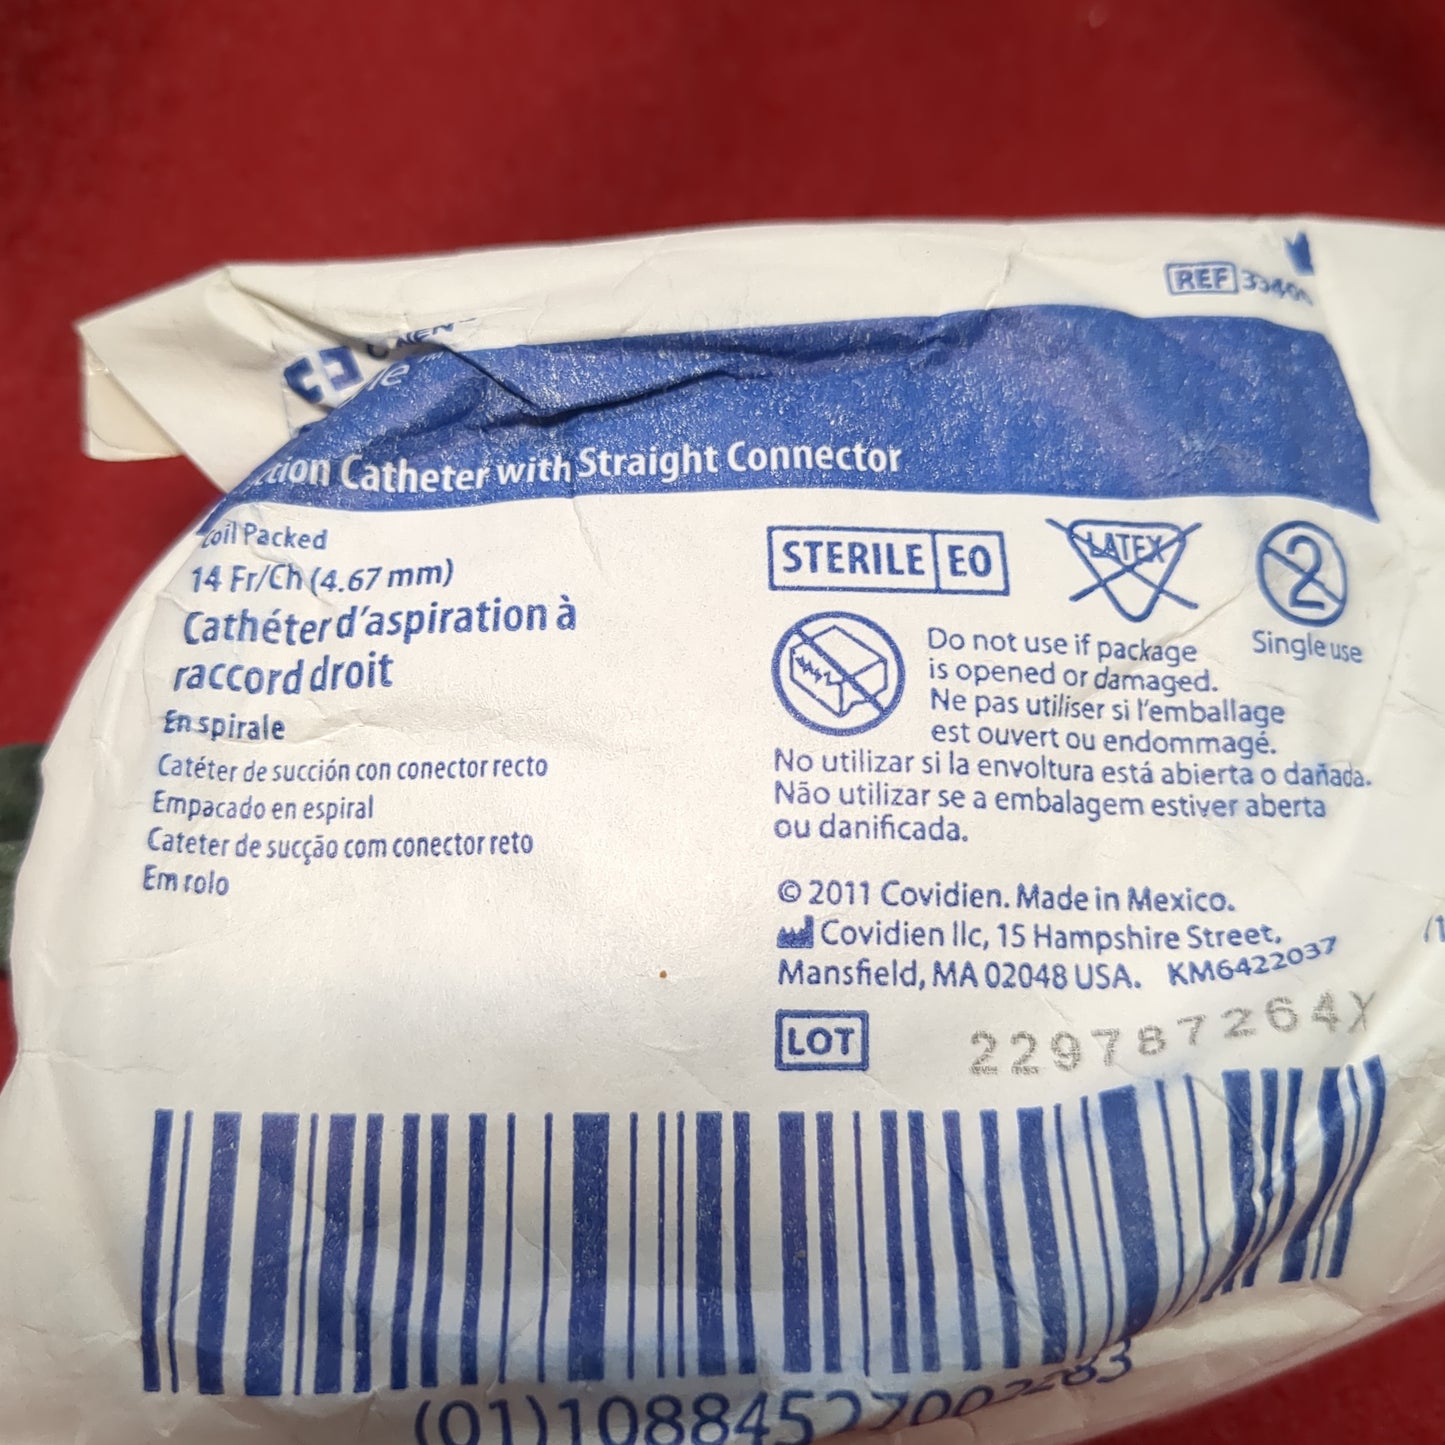 REF
Catheter with Straight Connector
Coil Packed
14 Fr/Ch (4.67 mm)
Cathéter d'aspiration à
raccord droit
En spirale
Catéter de succión con conector recto
Empacado en espiral
Cateter de sucção com conector reto
Em rolo
STERILE EO
LATEX
2
Single use
Do not use if package
is opened or damaged.
Ne pas utiliser si l'emballage
est ouvert ou endommagé.
No utilizar si la envoltura está abierta o dañada.
Não utilizar se a embalagem estiver aberta
ou danificada.
© 2011 Covidien. Made in Mexico.
Covidien llc, 15 Hampshire Street,
Mansfield, MA 02048 USA. KM6422037
LOT 229787264X